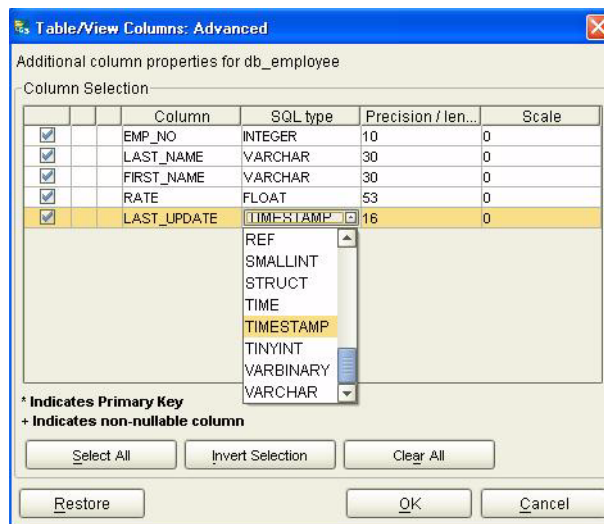 Table/View Columns: Advanced
Additional column properties for db_employee
Column Selection
Column SQL type Precision / len... Scale
EMP_NO INTEGER 10 0
LAST_NAME VARCHAR 30 0
FIRST_NAME VARCHAR 30 0
RATE FLOAT 53 0
LAST_UPDATE TIMESTAMP 16 0
REF
SMALLINT
STRUCT
TIME
TIMESTAMP
TINYINT
VARBINARY
VARCHAR
* Indicates Primary Key
+ Indicates non-nullable column
Select All Invert Selection Clear All
Restore OK Cancel